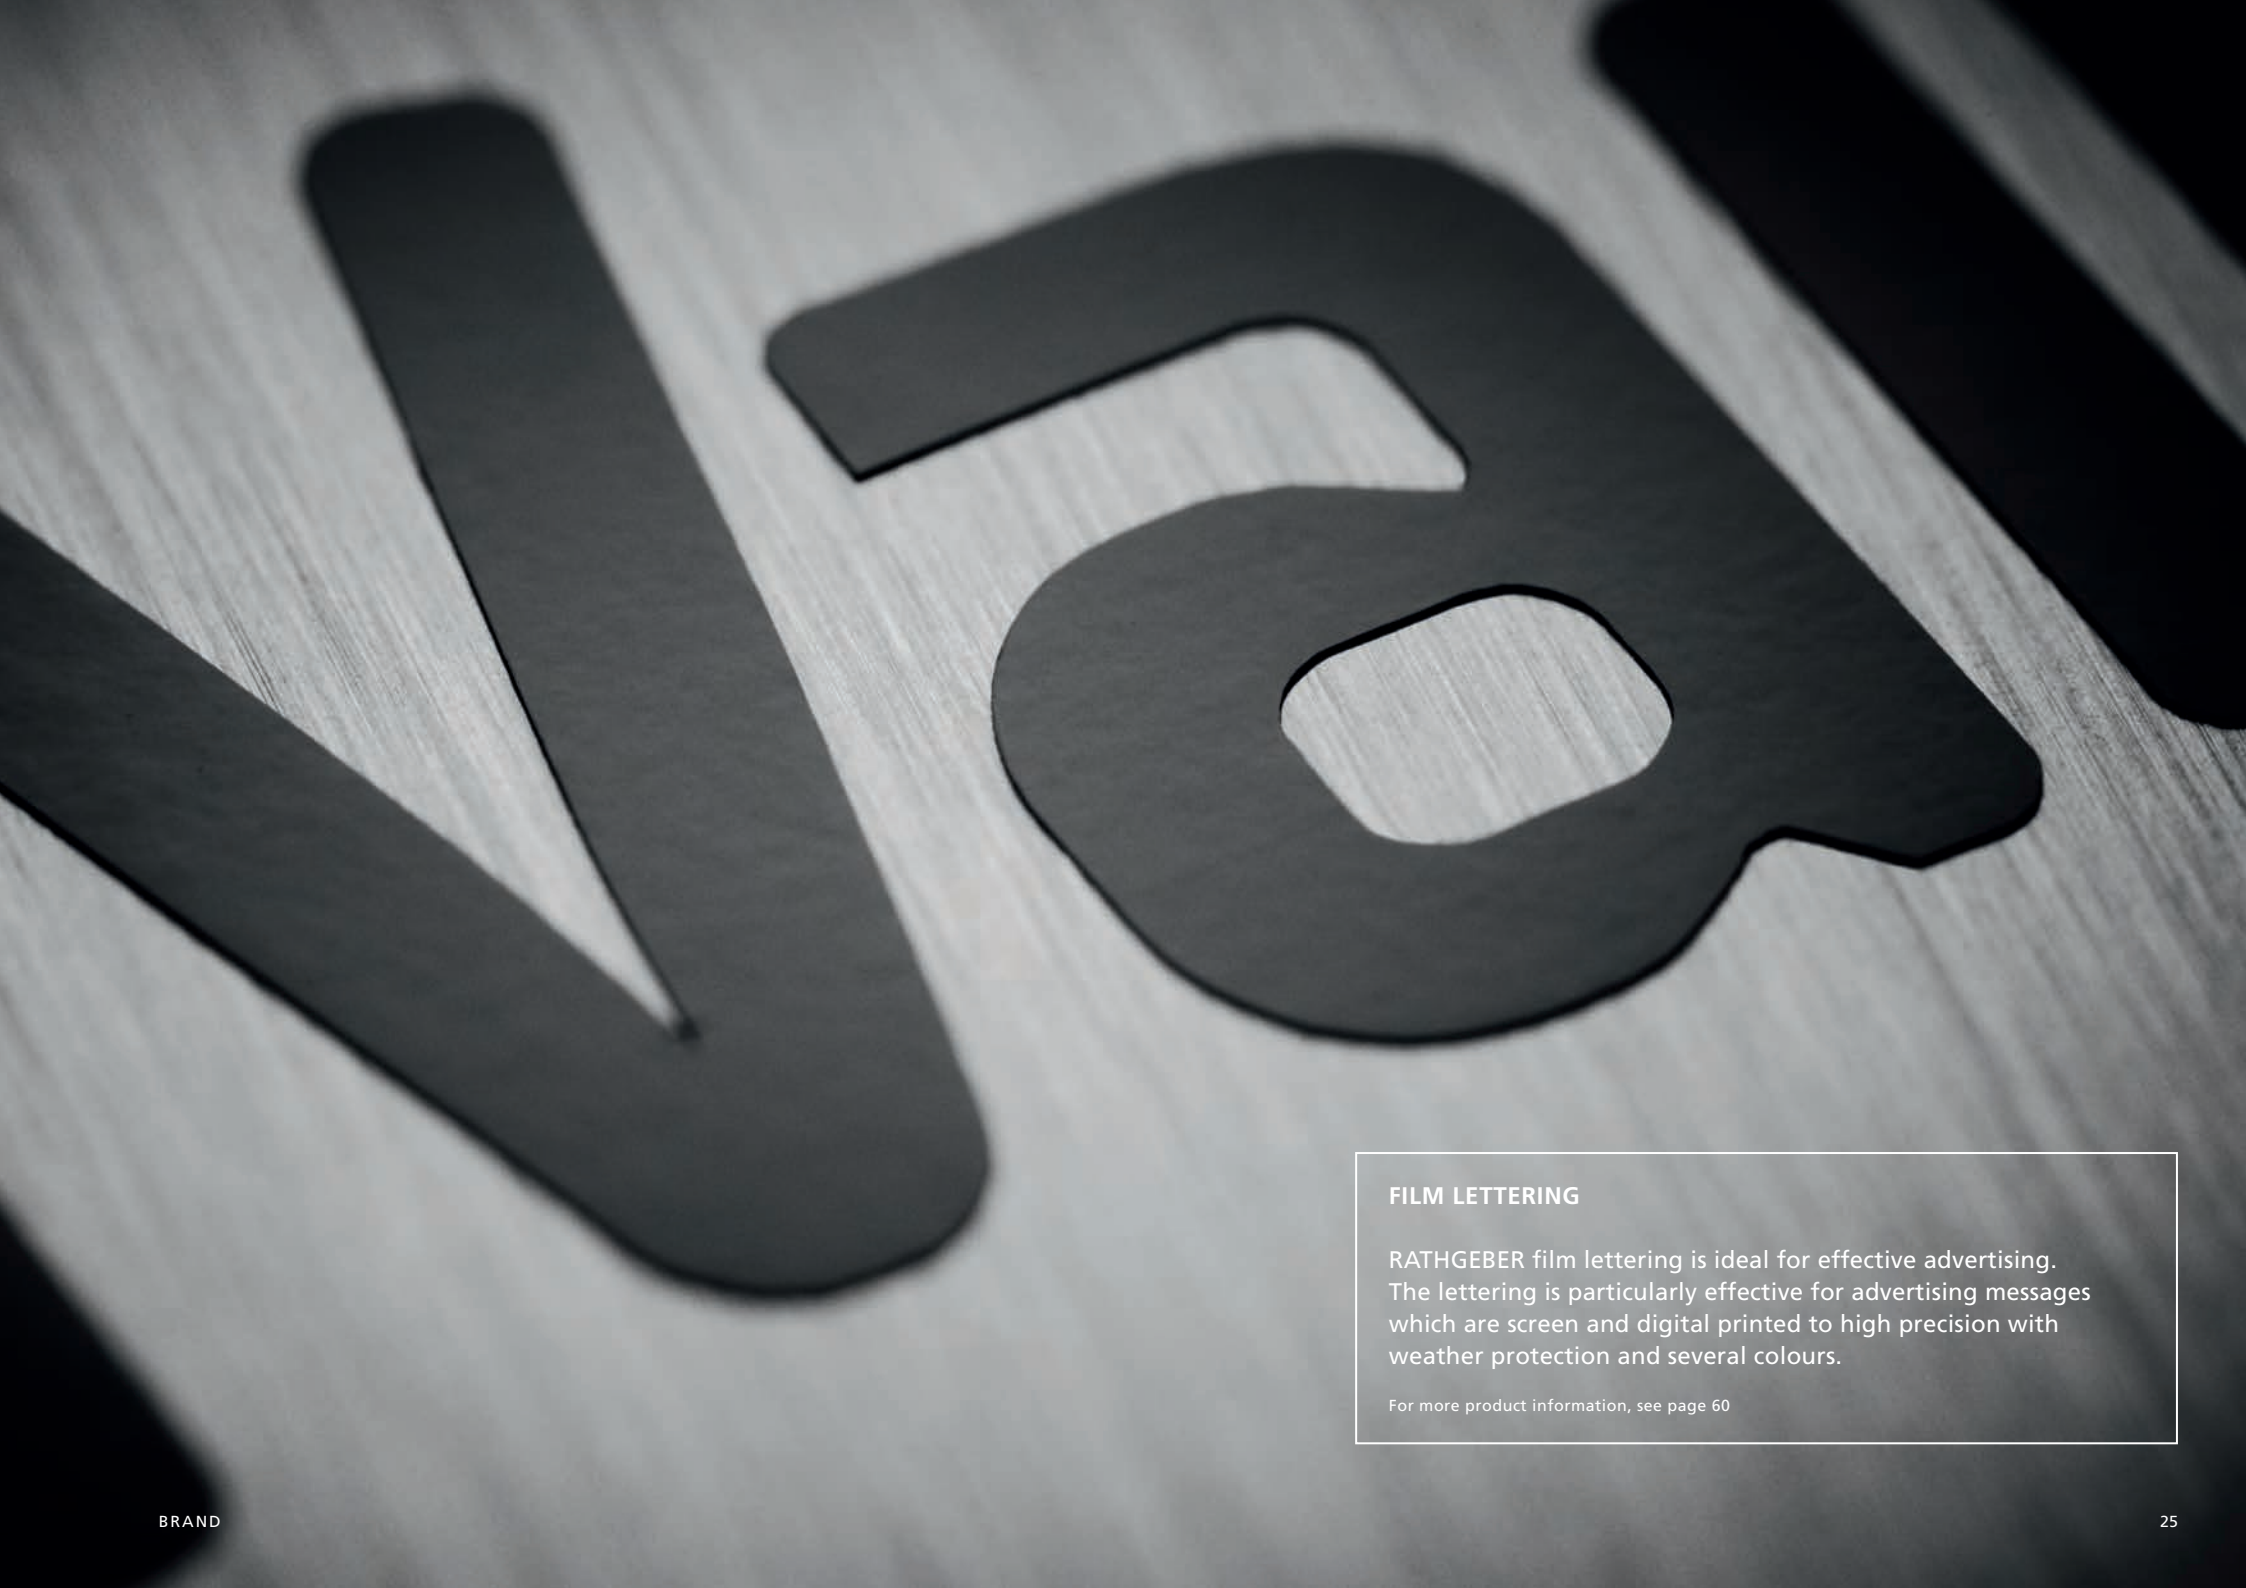 Val
FILM LETTERING
RATHGEBER film lettering is ideal for effective advertising.
The lettering is particularly effective for advertising messages
which are screen and digital printed to high precision with
weather protection and several colours.
For more product information, see page 60
BRAND
25